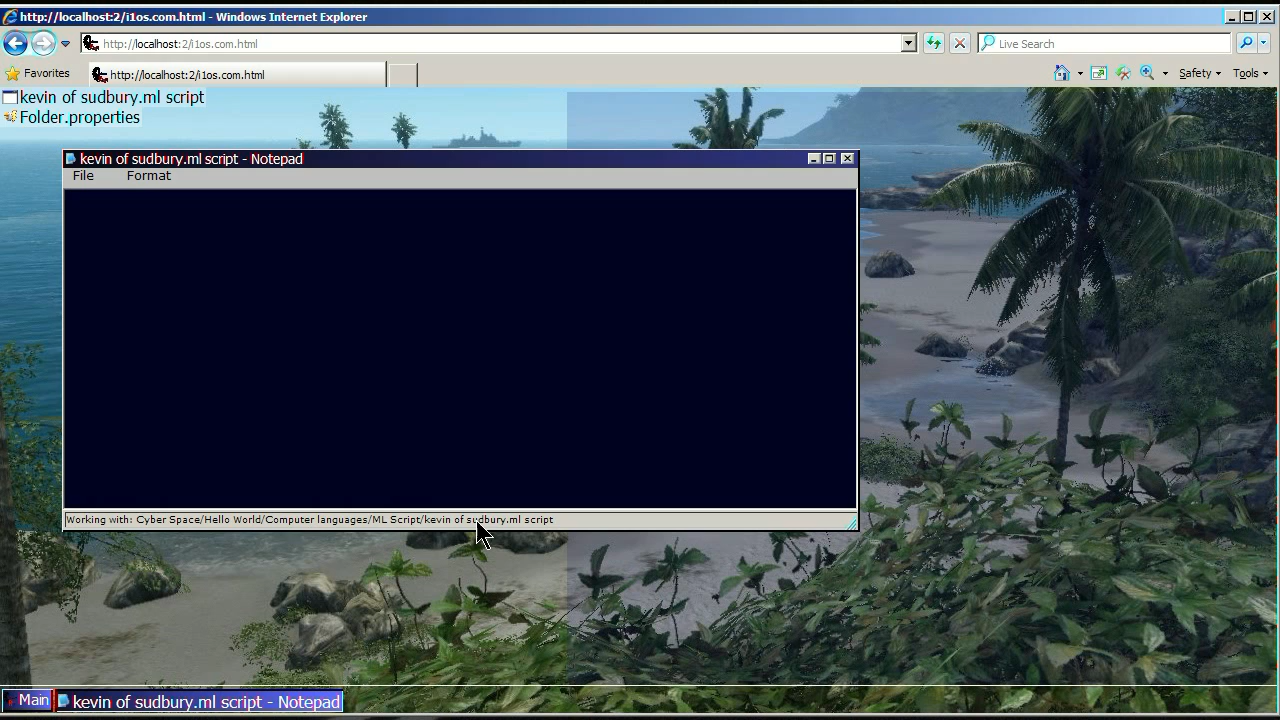 http://localhost:2/i1os.com.html - Windows Internet Explorer
http://localhost:2/i1os.com.html
Live Search
Favorites
http://localhost:2/i1os.com.html
Safety
Tools
kevin of sudbury.ml script
Folder.properties
kevin of sudbury.ml script - Notepad
File Format
Working with: Cyber Space/Hello World/Computer languages/ML Script/kevin of sudbury.ml script
Main
kevin of sudbury.ml script - Notepad